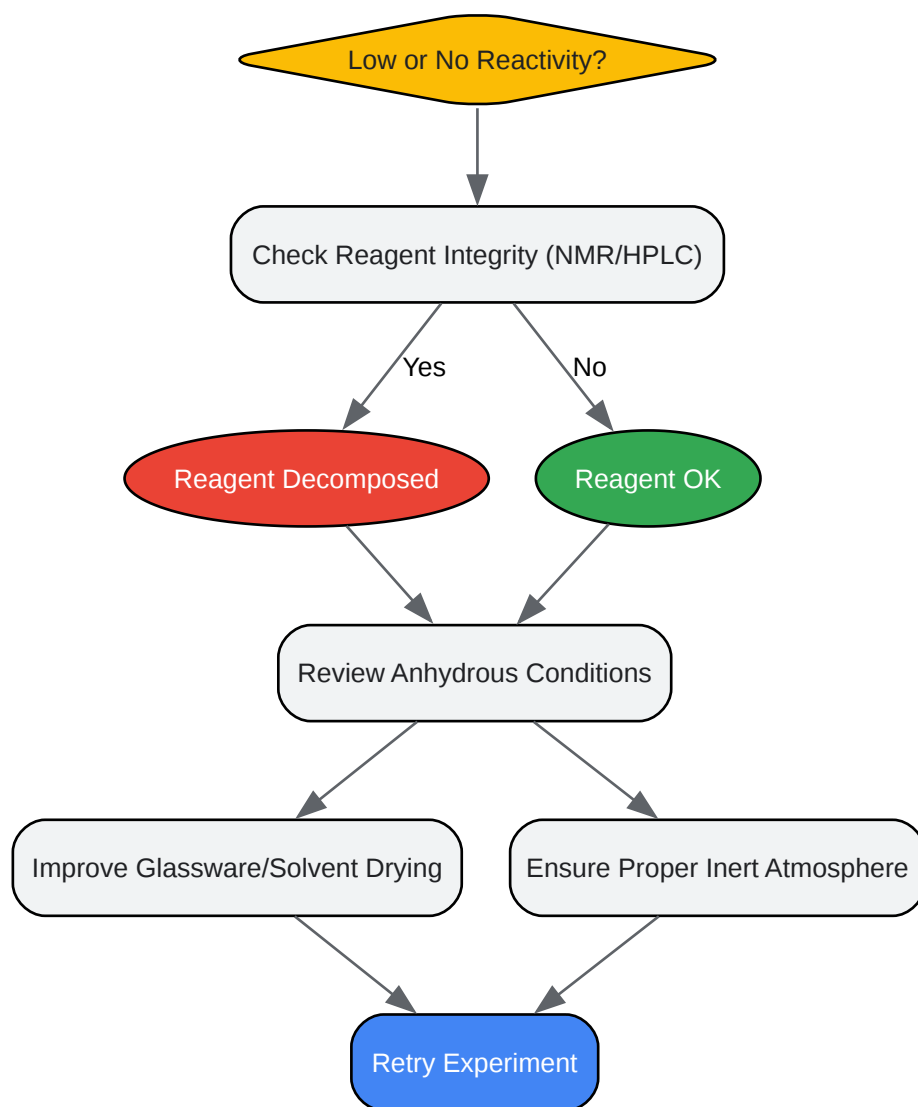 Low or No Reactivity?
Check Reagent Integrity (NMR/HPLC)
Yes
No
Reagent Decomposed
Reagent OK
Review Anhydrous Conditions
Improve Glassware/Solvent Drying
Ensure Proper Inert Atmosphere
Retry Experiment